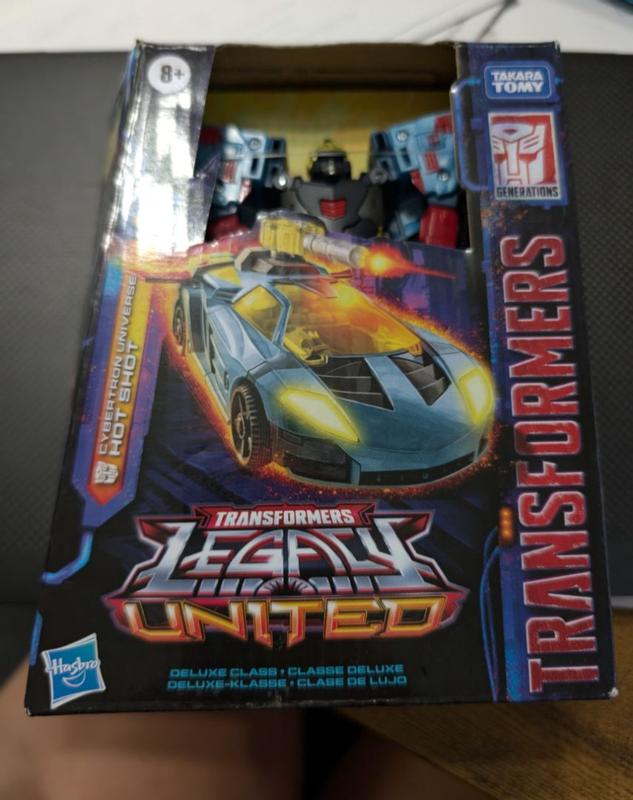 8+
TAKARA
TOMY
GENERATIONS
TRANSFORMERS
CYBERTRON UNIVERSE
HOT SHOT
TRANSFORMERS
LEGACY
UNITED
Hasbro
DELUXE CLASS • CLASSE DELUXE
DELUXE-KLASSE • CLASE DE LUJO